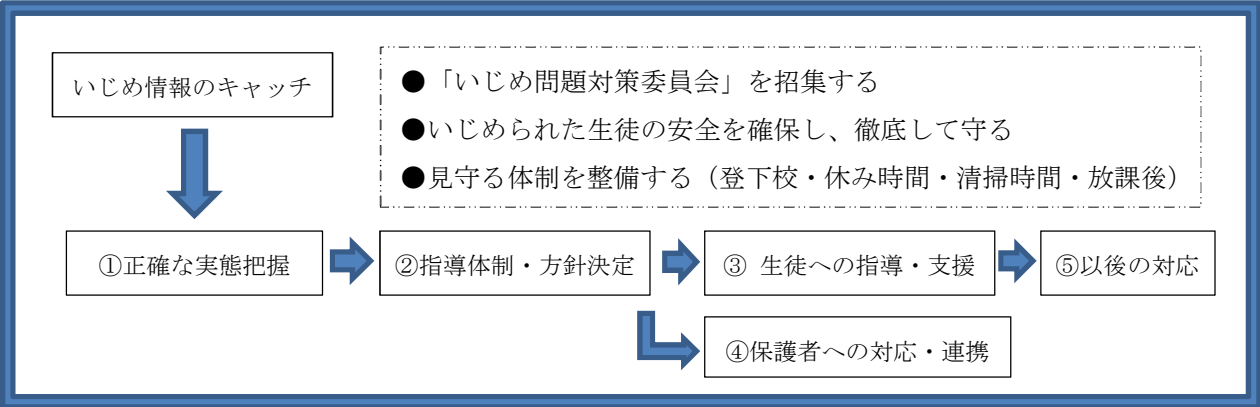 いじめ情報のキャッチ
●「いじめ問題対策委員会」を招集する
●いじめられた生徒の安全を確保し、徹底して守る
●見守る体制を整備する（登下校・休み時間・清掃時間・放課後）
①正確な実態把握
②指導体制・方針決定
③ 生徒への指導・支援
⑤以後の対応
④保護者への対応・連携